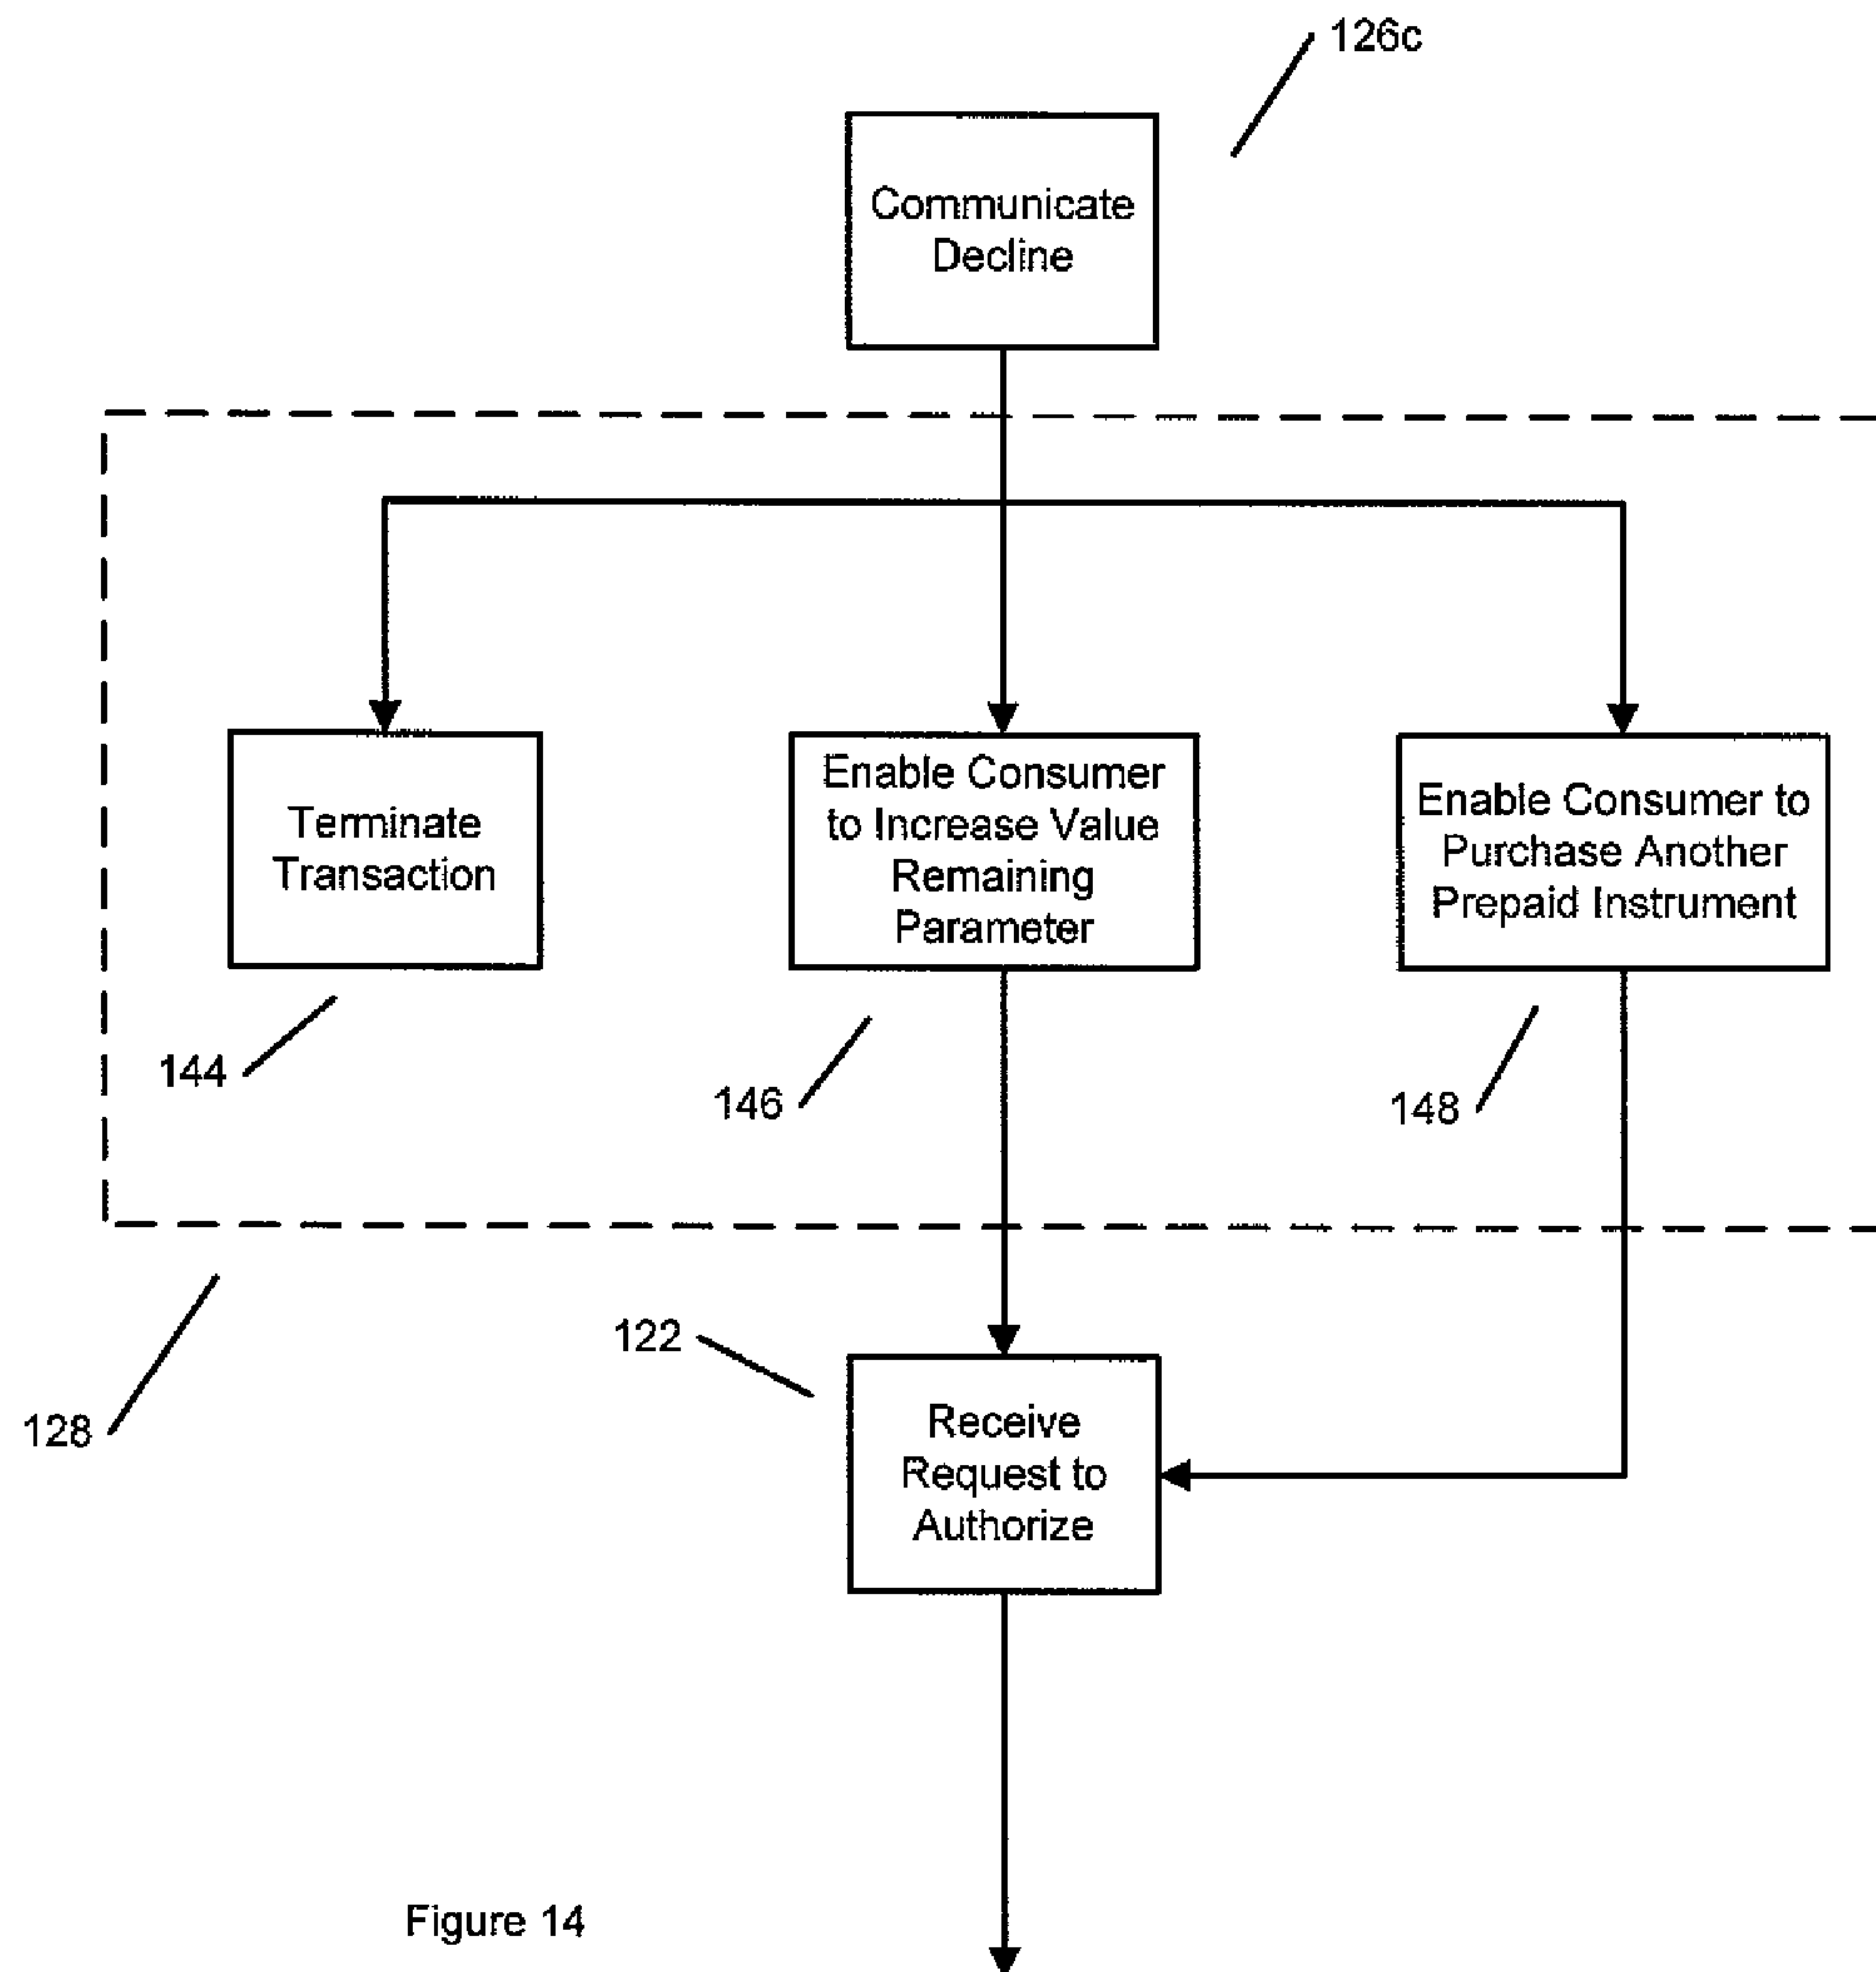 126c
Communicate
Decline
Terminate
Transaction
Enable Consumer
to Increase Value
Remaining
Parameter
Enable Consumer to
Purchase Another
Prepaid Instrument
144
146
148
128
122
Receive
Request to
Authorize
Figure 14